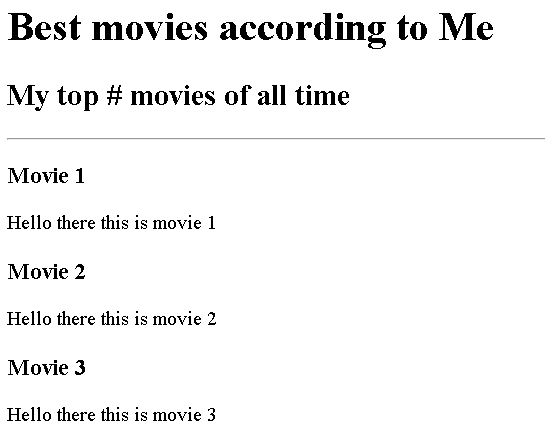 Best movies according to Me
My top # movies of all time
Movie 1
Hello there this is movie 1
Movie 2
Hello there this is movie 2
Movie 3
Hello there this is movie 3